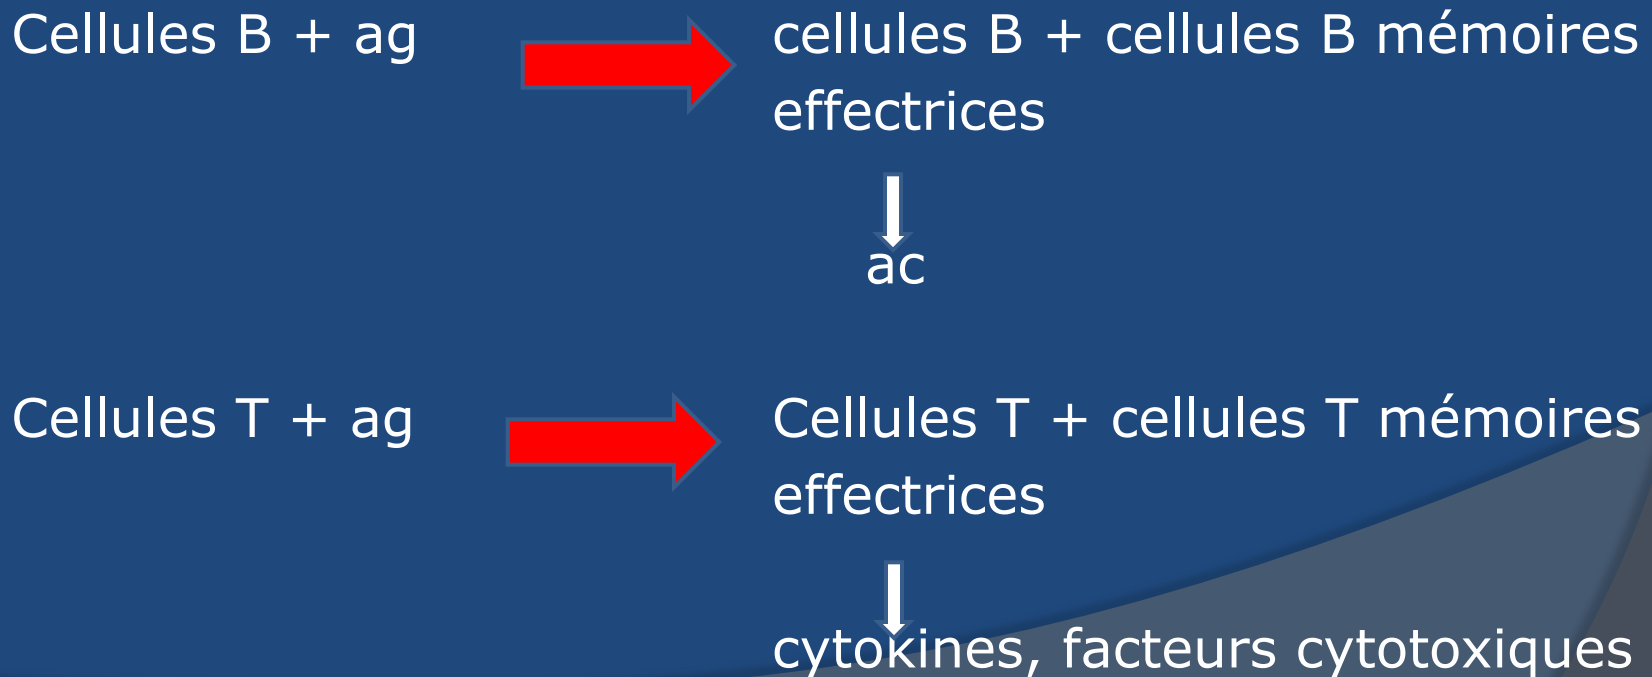 Cellules B + ag
cellules B + cellules B mémoires
effectrices
ac
Cellules T + ag
Cellules T + cellules T mémoires
effectrices
cytokines, facteurs cytotoxiques